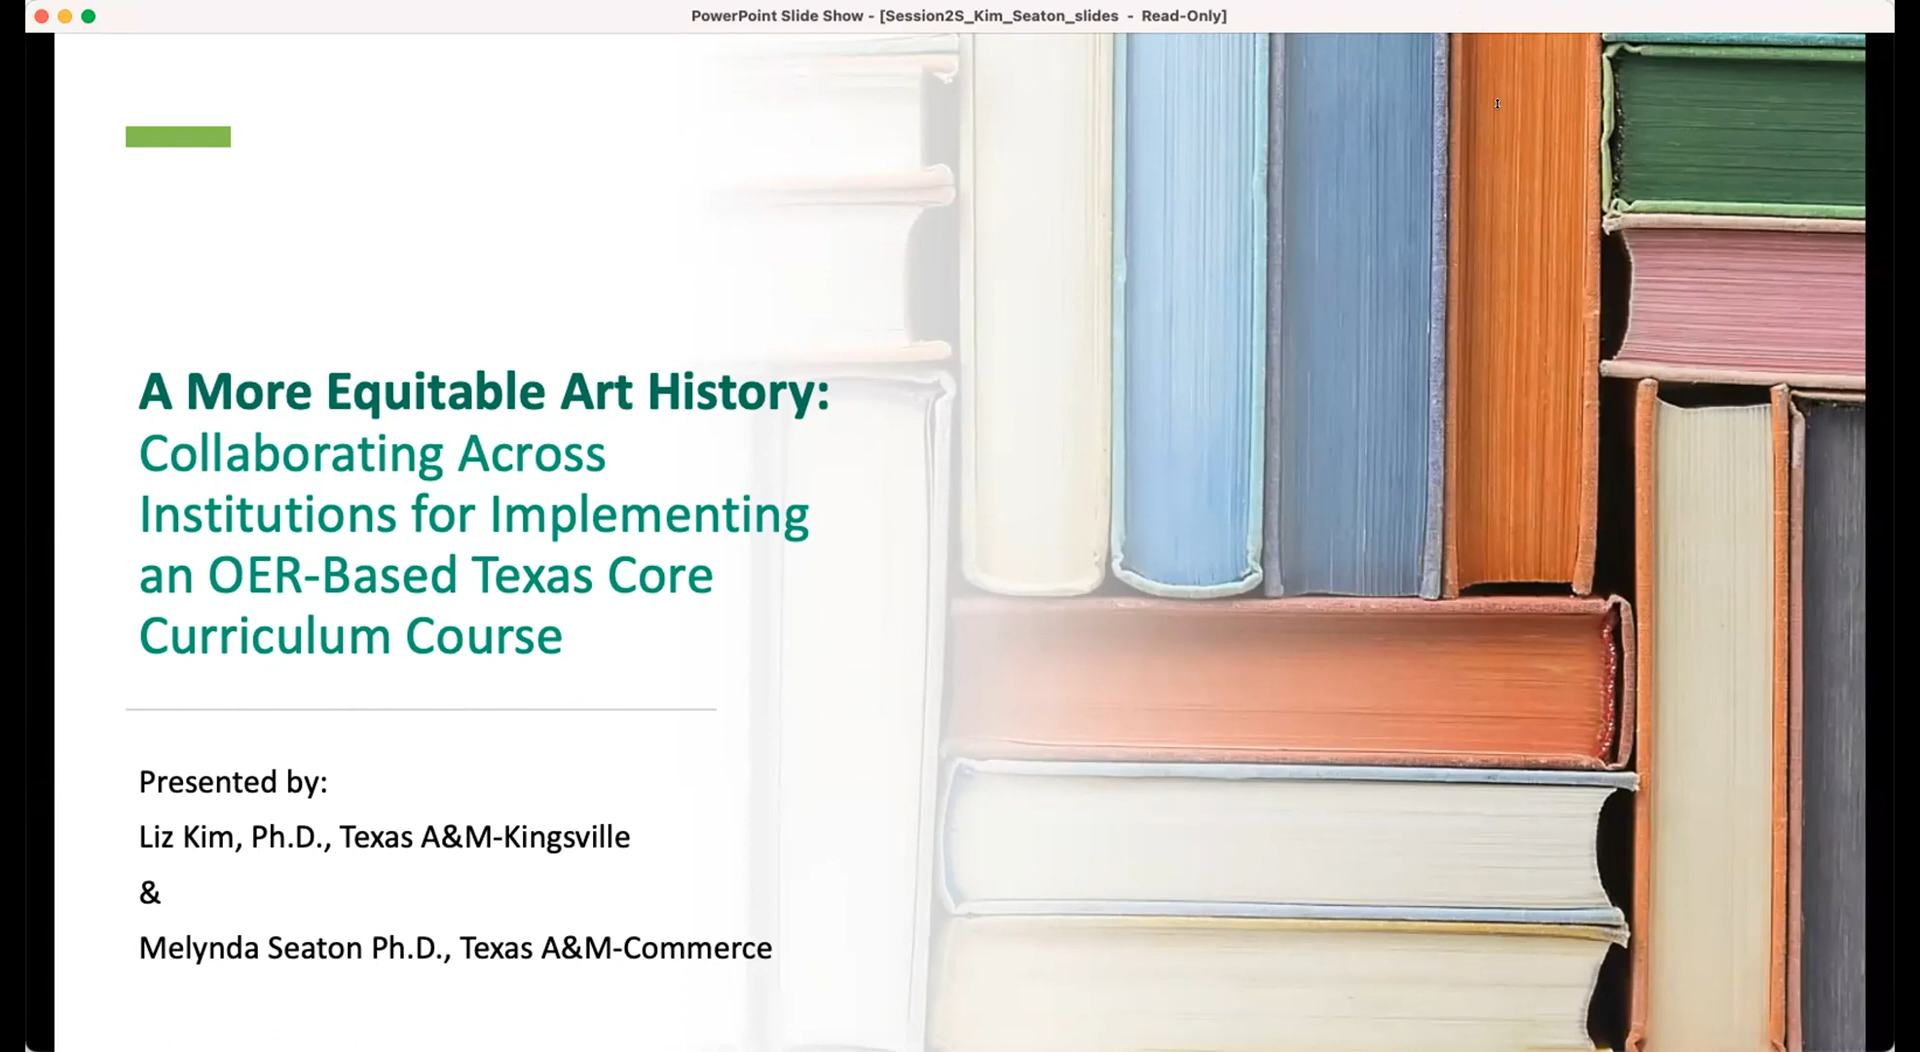 PowerPoint Slide Show - [Session2S_Kim_Seaton_slides - Read-Only]
A More Equitable Art History:
Collaborating Across
Institutions for Implementing
an OER-Based Texas Core
Curriculum Course
Presented by:
Liz Kim, Ph.D., Texas A&M-Kingsville
&
Melynda Seaton Ph.D., Texas A&M-Commerce